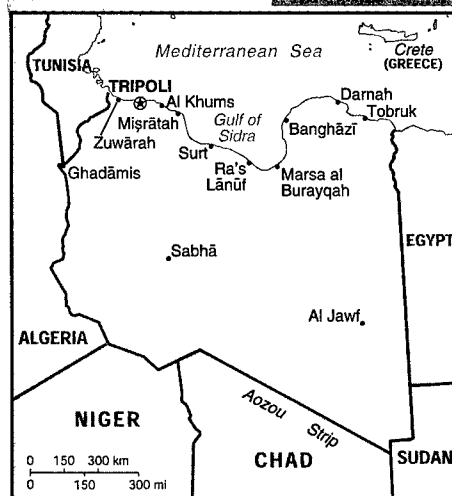 Mediterranean Sea
Crete
(GREECE)
TUNISIA
TRIPOLI
Al Khums
Miṣrātah
Zuwārah
Gulf of
Sidra
Darnah
Tobruk
Banghāzī
Surt
Ra's
Lānūf
Marsa al
Burayqah
Ghadāmis
EGYPT
Sabhā
Al Jawf
ALGERIA
Aozou
Strip
NIGER
CHAD
SUDAN
0 150 300 km
0 150 300 mi